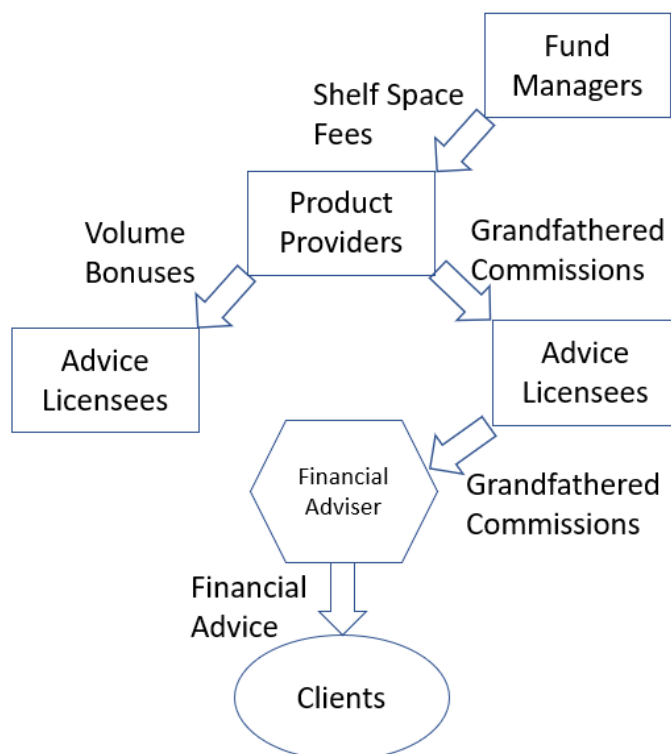 Fund
Managers
Shelf Space
Fees
Product
Providers
Volume
Bonuses
Grandfathered
Commissions
Advice
Licensees
Advice
Licensees
Financial
Adviser
Grandfathered
Commissions
Financial
Advice
Clients